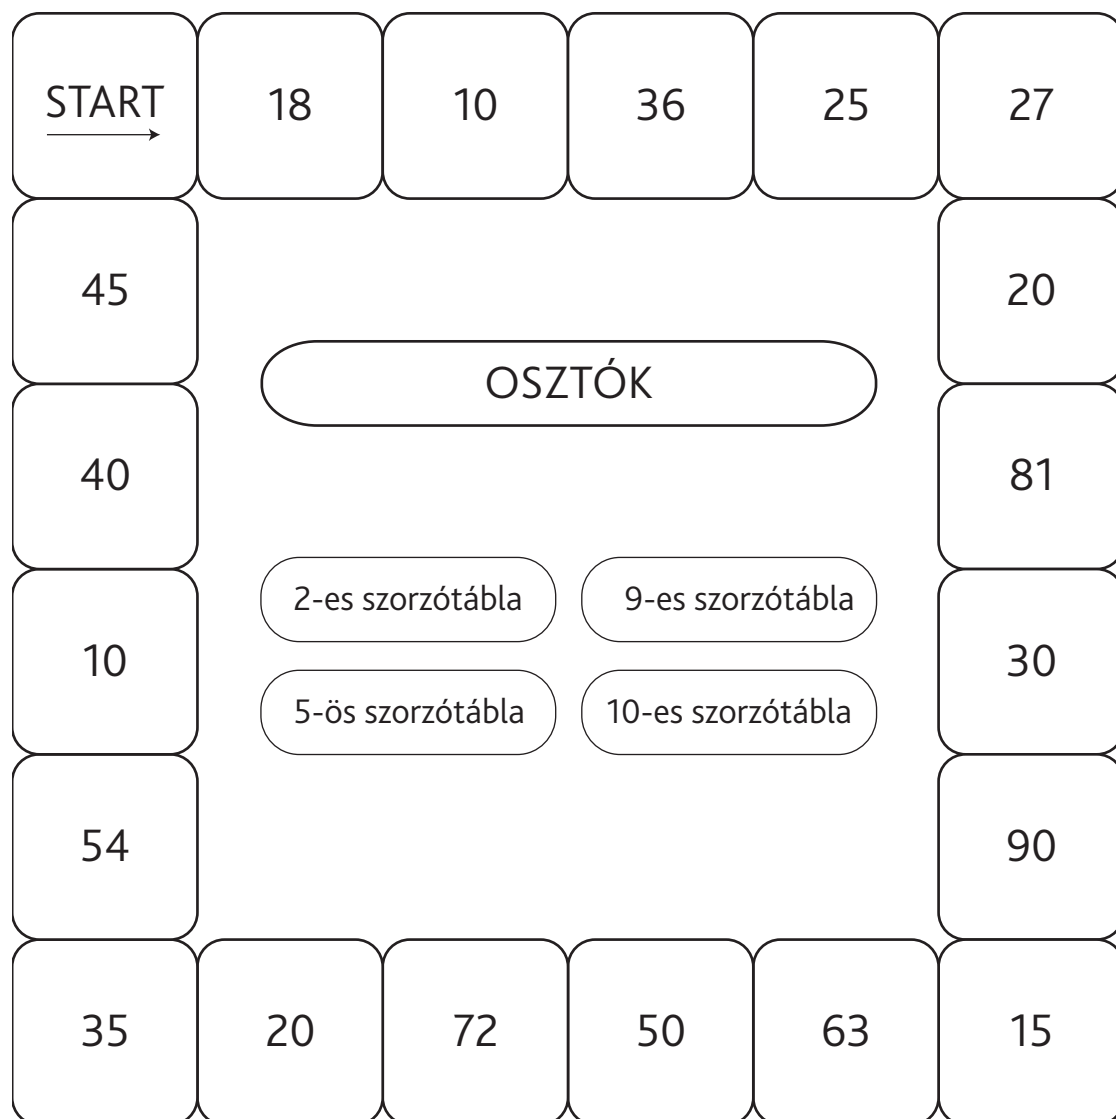 START 18 10 36 25 27
45 20
OSZTÓK
40 81
2-es szorzótábla 9-es szorzótábla
10 30
5-ös szorzótábla 10-es szorzótábla
54 90
35 20 72 50 63 15